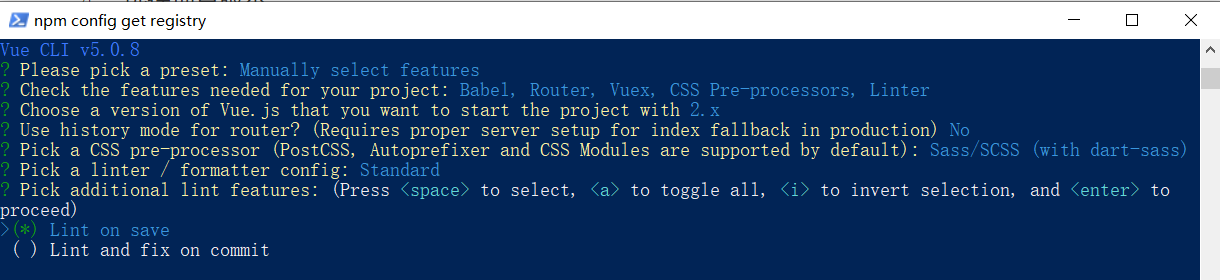 npm config get registry
Vue CLI v5.0.8
? Please pick a preset: Manually select features
? Check the features needed for your project: Babel, Router, Vuex, CSS Pre-processors, Linter
? Choose a version of Vue.js that you want to start the project with 2.x
? Use history mode for router? (Requires proper server setup for index fallback in production) No
? Pick a CSS pre-processor (PostCSS, Autoprefixer and CSS Modules are supported by default): Sass/SCSS (with dart-sass)
? Pick a linter / formatter config: Standard
? Pick additional lint features: (Press <space> to select, <a> to toggle all, <i> to invert selection, and <enter> to
proceed)
>(*) Lint on save
( ) Lint and fix on commit